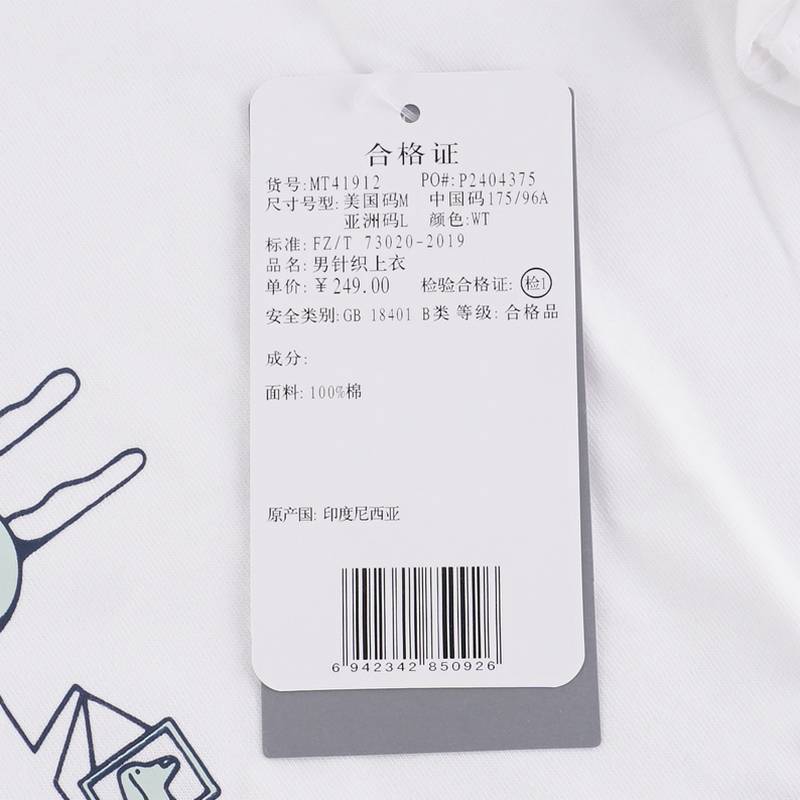 合格证
货号:MT41912 PO#:P2404375
尺寸号型:美国码M 中国码175/96A
亚洲码L 颜色:WT
标准:FZ/T 73020-2019
品名:男针织上衣
单价:¥249.00 检验合格证:检1
安全类别:GB 18401 B类 等级:合格品
成分:
面料:100%棉
原产国:印度尼西亚
6 942342 850926